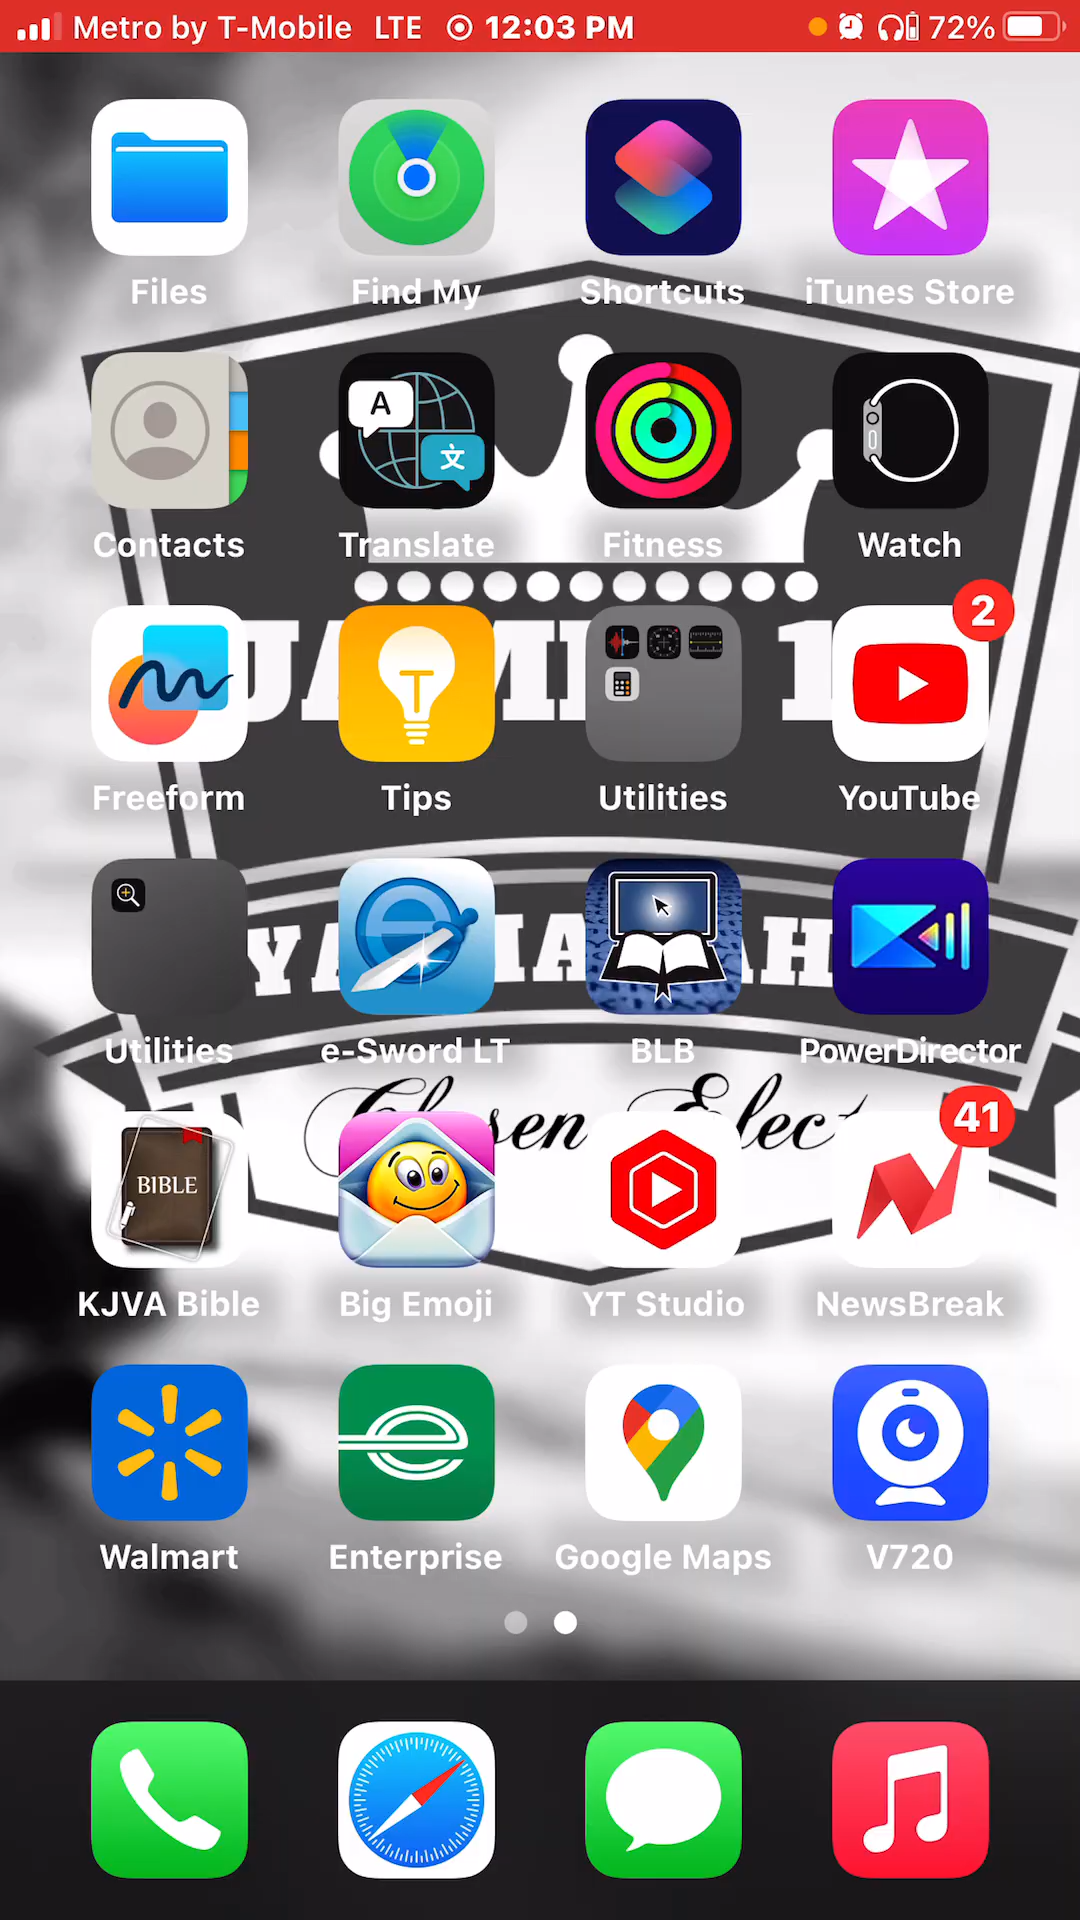 Metro by T-Mobile LTE 12:03 PM 72%
Files Find My Shortcuts iTunes Store
A 文
Contacts Translate Fitness Watch
2
Freeform Tips Utilities YouTube
Utilities e-Sword LT BLB PowerDirector
41
BIBLE
KJVA Bible Big Emoji YT Studio NewsBreak
Walmart Enterprise Google Maps V720